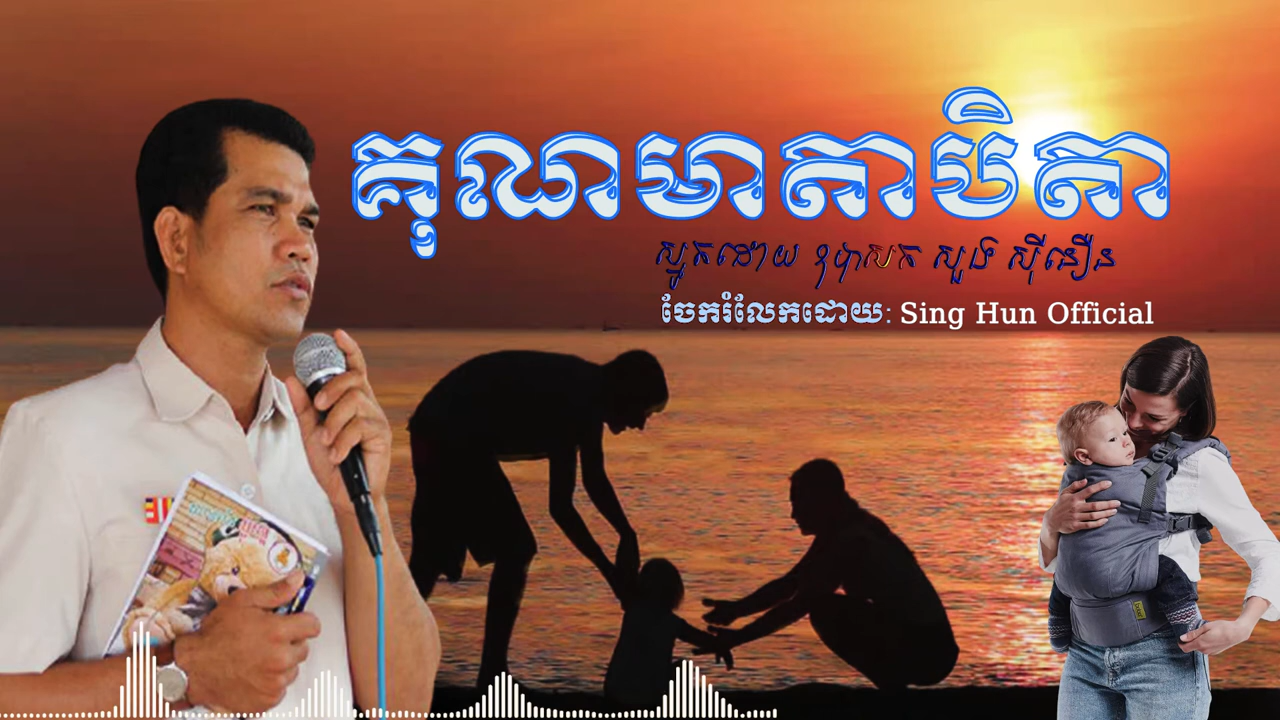 គុណមាតាបិតា
ស្មូតដោយ ឧបាសក សួង ស៊ីនឿន
ចែករំលែកដោយ: Sing Hun Official